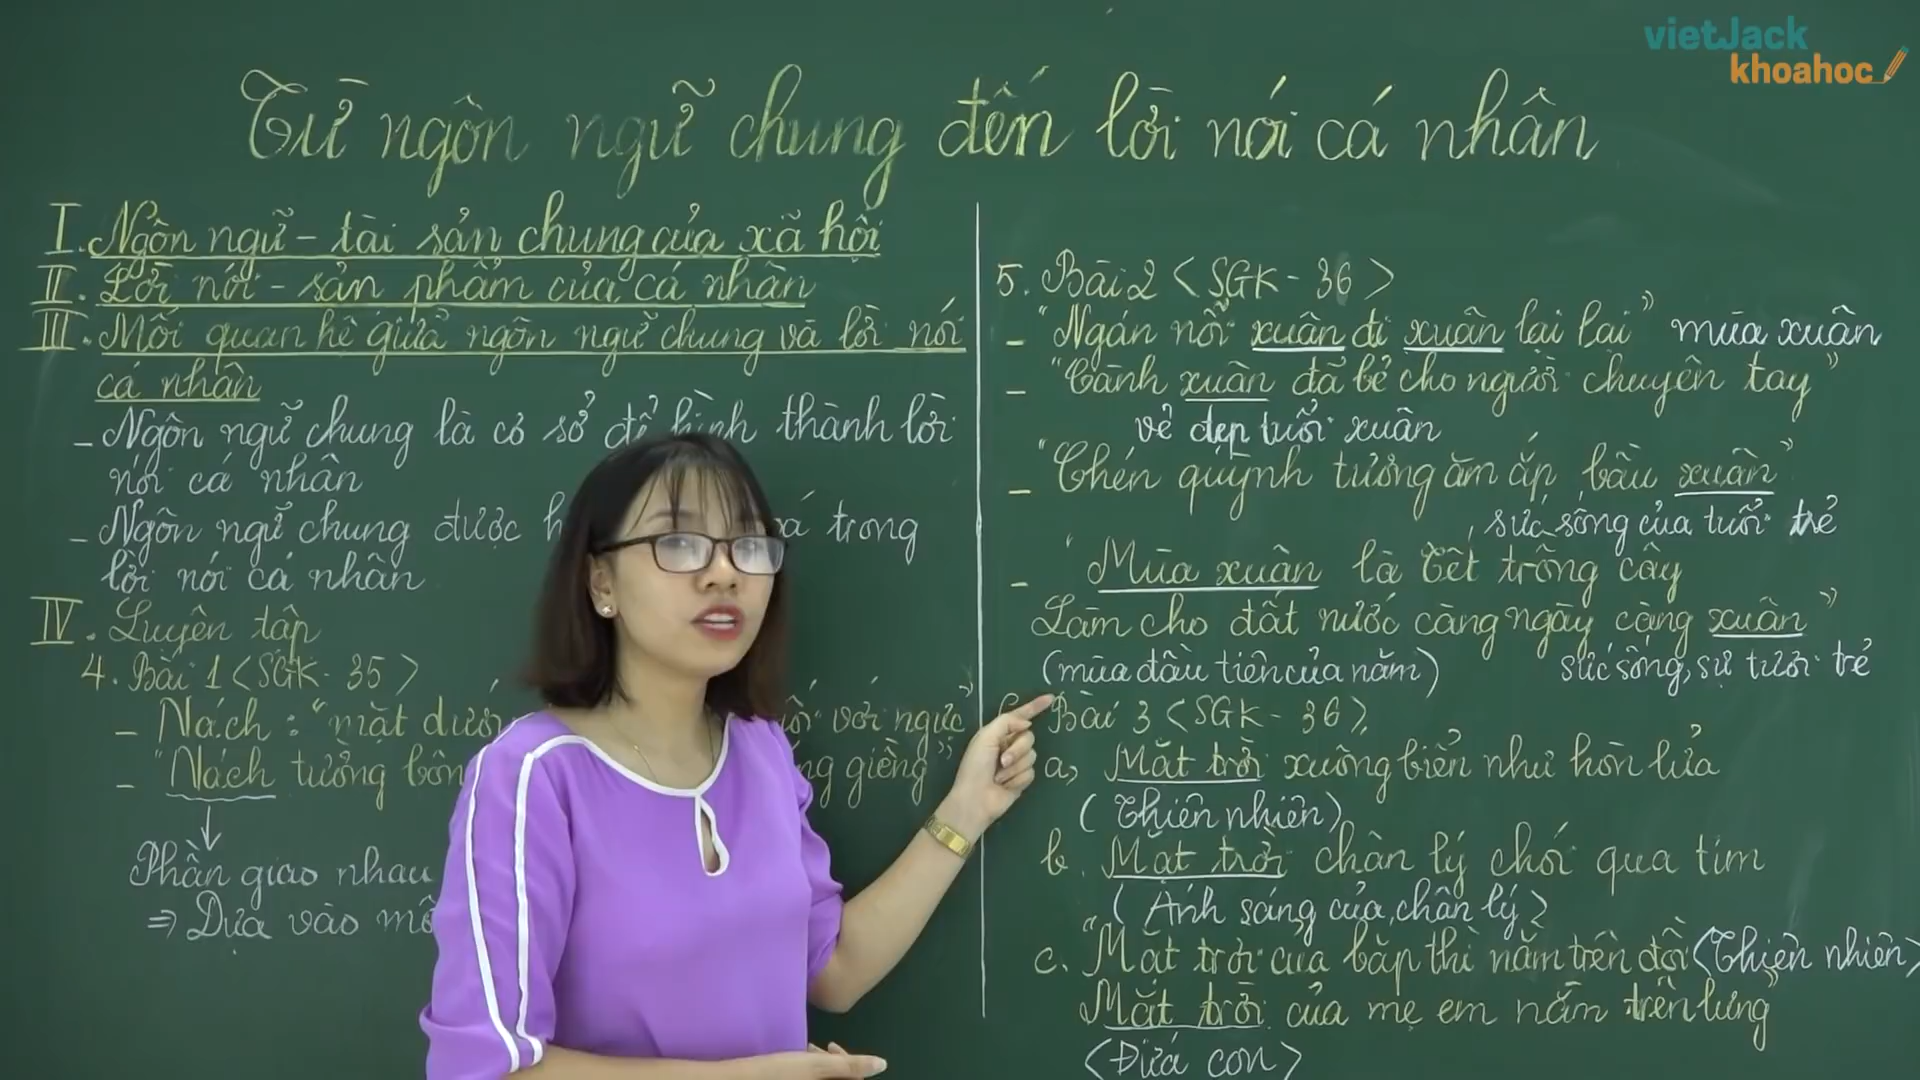 vietJack
khoahoc
Từ ngôn ngữ chung đến lời nói cá nhân
I. Ngôn ngữ - tài sản chung của xã hội
II. Lời nói - sản phẩm của cá nhân
III. Mối quan hệ giữa ngôn ngữ chung và lời nói
cá nhân
- Ngôn ngữ chung là cơ sở để hình thành lời
nói cá nhân
- Ngôn ngữ chung được h á trong
lời nói cá nhân
IV. Luyện tập
4. Bài 1 <SGK - 35>
- Nách: "mặt dưới với ngực"
- "Nách tường bôn g giềng"
Phần giao nhau
⇒ Dựa vào mố
5. Bài 2 <SGK - 36>
- "Ngán nỗi xuân đi xuân lại lại" mùa xuân
- "Cành xuân đã bẻ cho người chuyên tay"
vẻ đẹp tuổi xuân
- "Chén quỳnh tương ăm ắp bầu xuân"
sức sống của tuổi trẻ
- "Mùa xuân là Tết trồng cây
Làm cho đất nước càng ngày càng xuân"
(mùa đầu tiên của năm) sức sống, sự tươi trẻ
Bài 3 <SGK - 36>
a, Mặt trời xuống biển như hòn lửa
(Thiên nhiên)
b. Mặt trời chân lý chói qua tim
(Ánh sáng của chân lý)
c. "Mặt trời của bắp thì nằm trên đồi <Thiên nhiên>
Mặt trời của mẹ em nằm trên lưng"
<Đứa con>